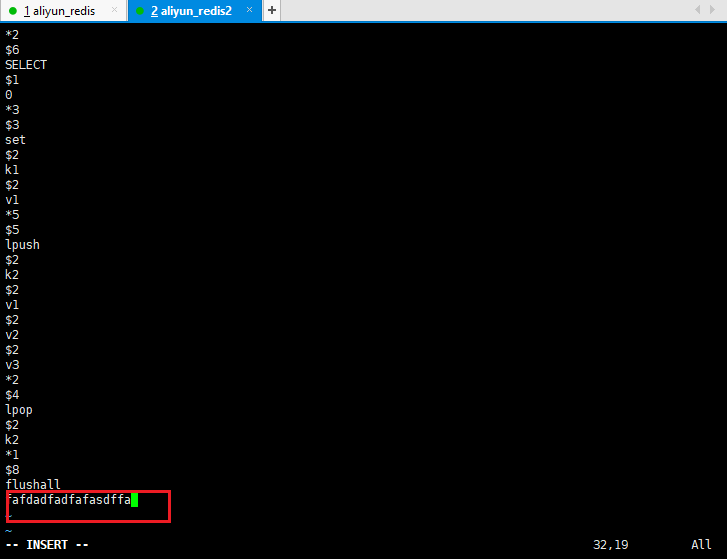 1 aliyun_redis × 2 aliyun_redis2 × +
*2
$6
SELECT
$1
0
*3
$3
set
$2
k1
$2
v1
*5
$5
lpush
$2
k2
$2
v1
$2
v2
$2
v3
*2
$4
lpop
$2
k2
*1
$8
flushall
fafdadfadfafasdffa
~
~
-- INSERT -- 32,19 All